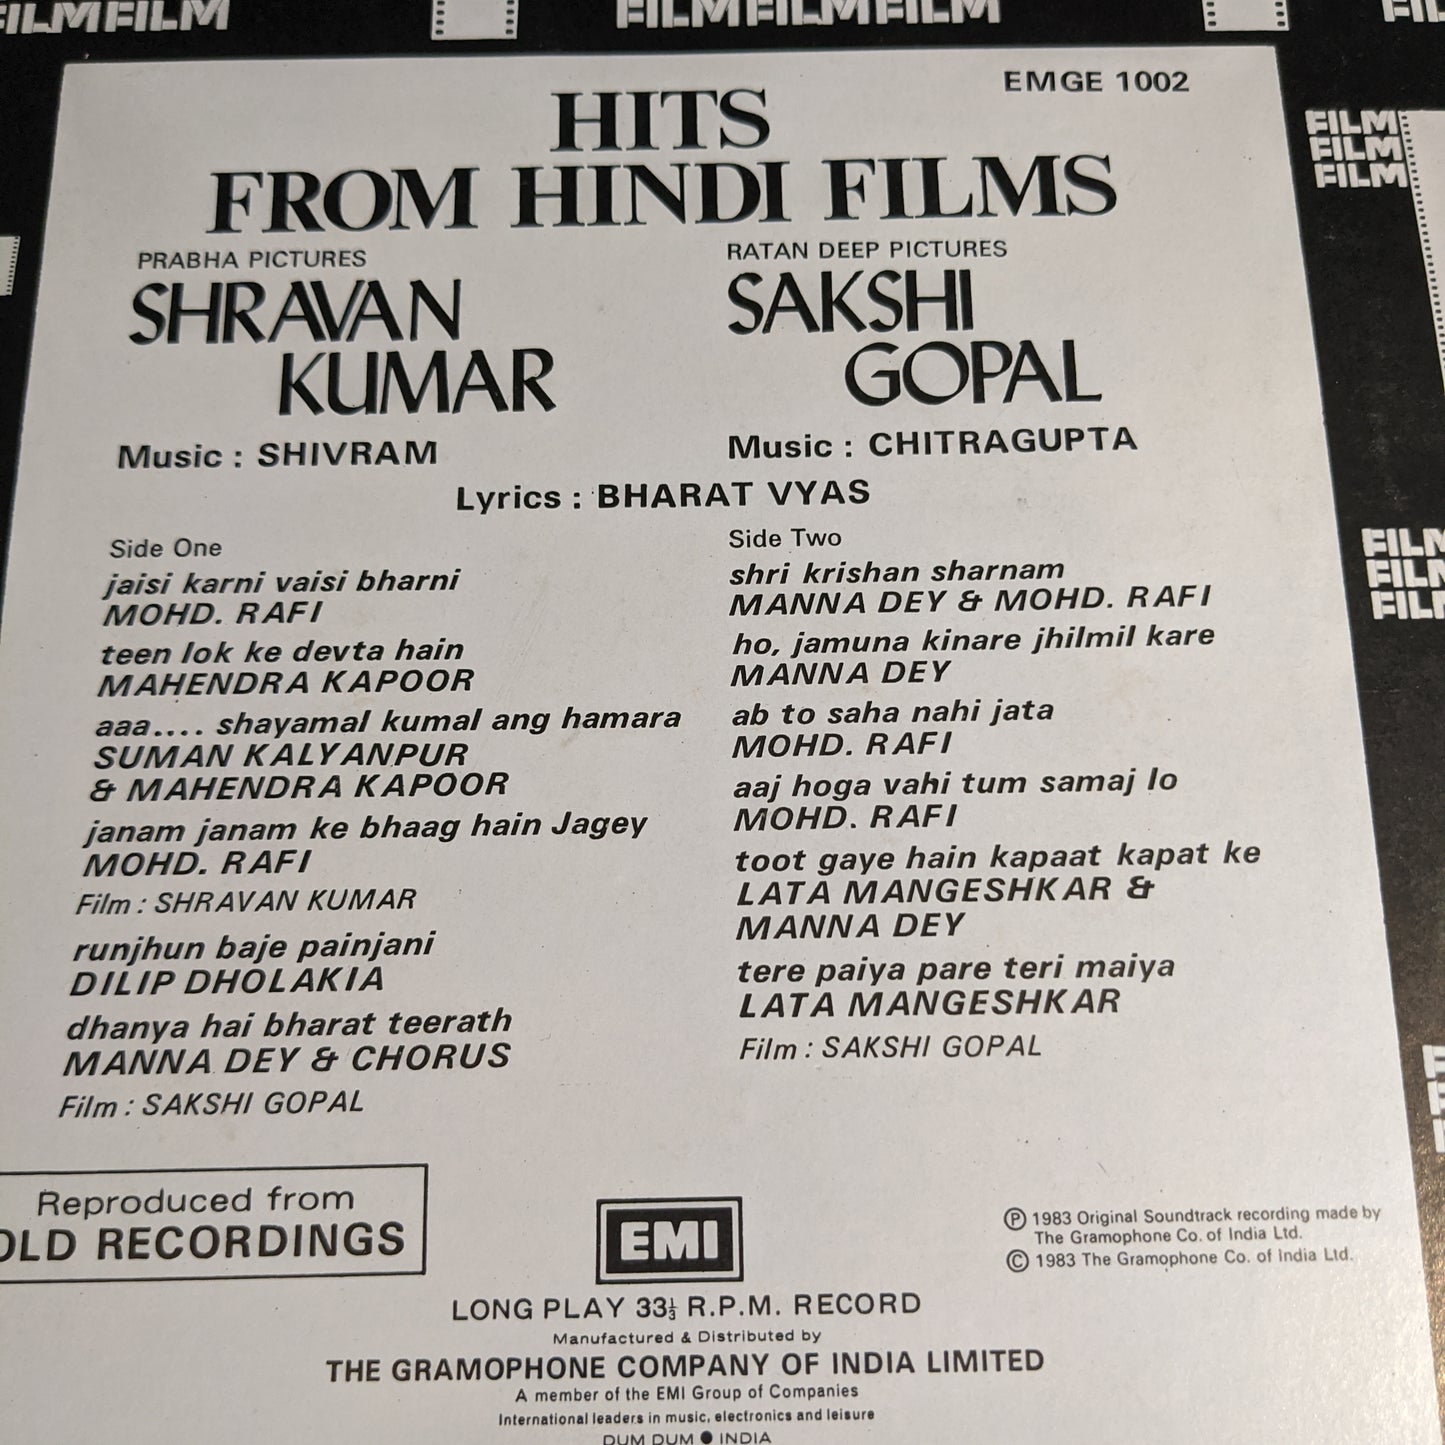 FILMFILM
FILMFILMFILM
EMGE 1002
HITS
FROM HINDI FILMS
FILM
FILM
FILM
PRABHA PICTURES
SHRAVAN
KUMAR
Music : SHIVRAM
RATAN DEEP PICTURES
SAKSHI
GOPAL
Music : CHITRAGUPTA
Lyrics : BHARAT VYAS
Side One
jaisi karni vaisi bharni
MOHD. RAFI
teen lok ke devta hain
MAHENDRA KAPOOR
aaa.... shayamal kumal ang hamara
SUMAN KALYANPUR
& MAHENDRA KAPOOR
janam janam ke bhaag hain Jagey
MOHD. RAFI
Film : SHRAVAN KUMAR
runjhun baje painjani
DILIP DHOLAKIA
dhanya hai bharat teerath
MANNA DEY & CHORUS
Film : SAKSHI GOPAL
Side Two
shri krishan sharnam
MANNA DEY & MOHD. RAFI
ho, jamuna kinare jhilmil kare
MANNA DEY
ab to saha nahi jata
MOHD. RAFI
aaj hoga vahi tum samaj lo
MOHD. RAFI
toot gaye hain kapaat kapat ke
LATA MANGESHKAR &
MANNA DEY
tere paiya pare teri maiya
LATA MANGESHKAR
Film : SAKSHI GOPAL
FILM
FILM
FILM
Reproduced from
OLD RECORDINGS
EMI
Ⓟ 1983 Original Soundtrack recording made by
The Gramophone Co. of India Ltd.
© 1983 The Gramophone Co. of India Ltd.
LONG PLAY 33⅓ R.P.M. RECORD
Manufactured & Distributed by
THE GRAMOPHONE COMPANY OF INDIA LIMITED
A member of the EMI Group of Companies
International leaders in music, electronics and leisure
DUM DUM ● INDIA